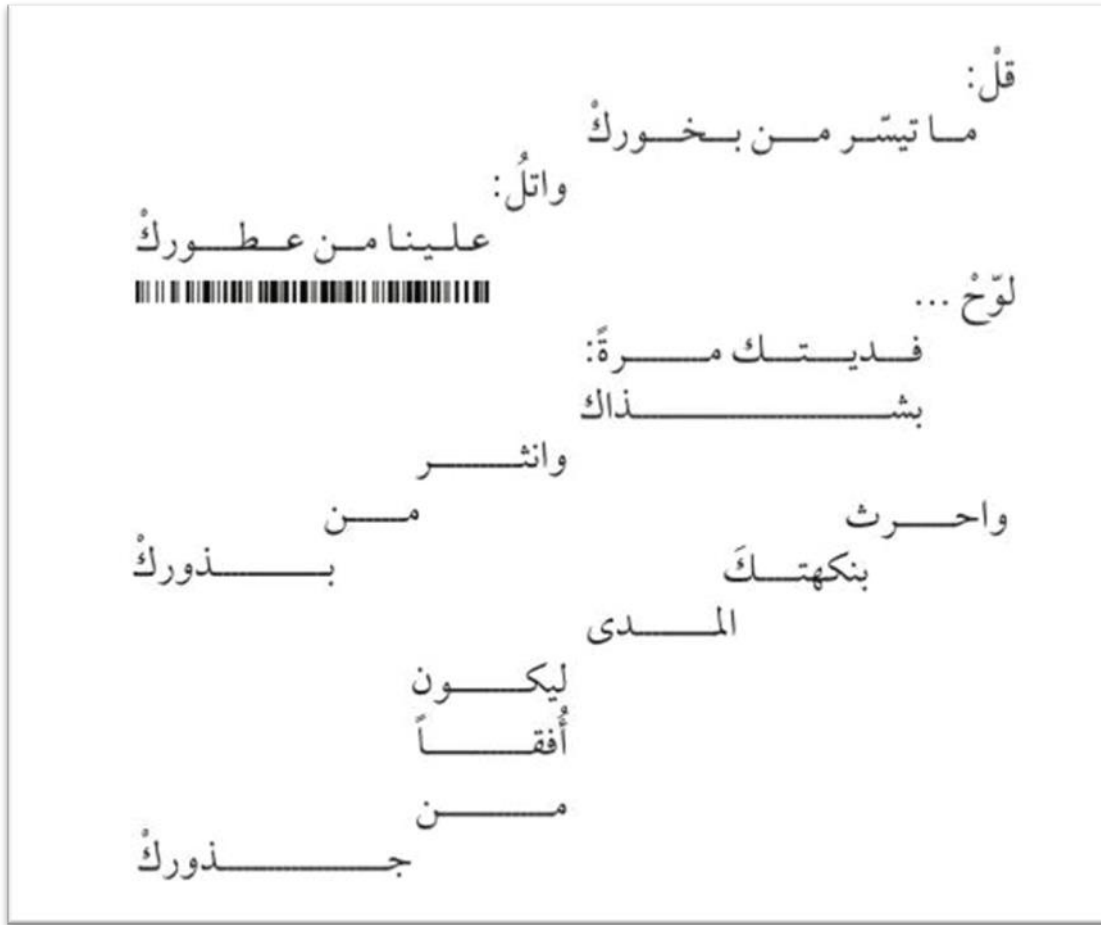 قلْ:
ما تيسّر من بخوركْ
واتلُ:
علينا من عطوركْ
لوّحْ ...
فديتك مرةً:
بشذاك
وانثر
من
بذوركْ
واحرث
بنكهتكَ
المدى
ليكون
أُفقاً
من
جذوركْ